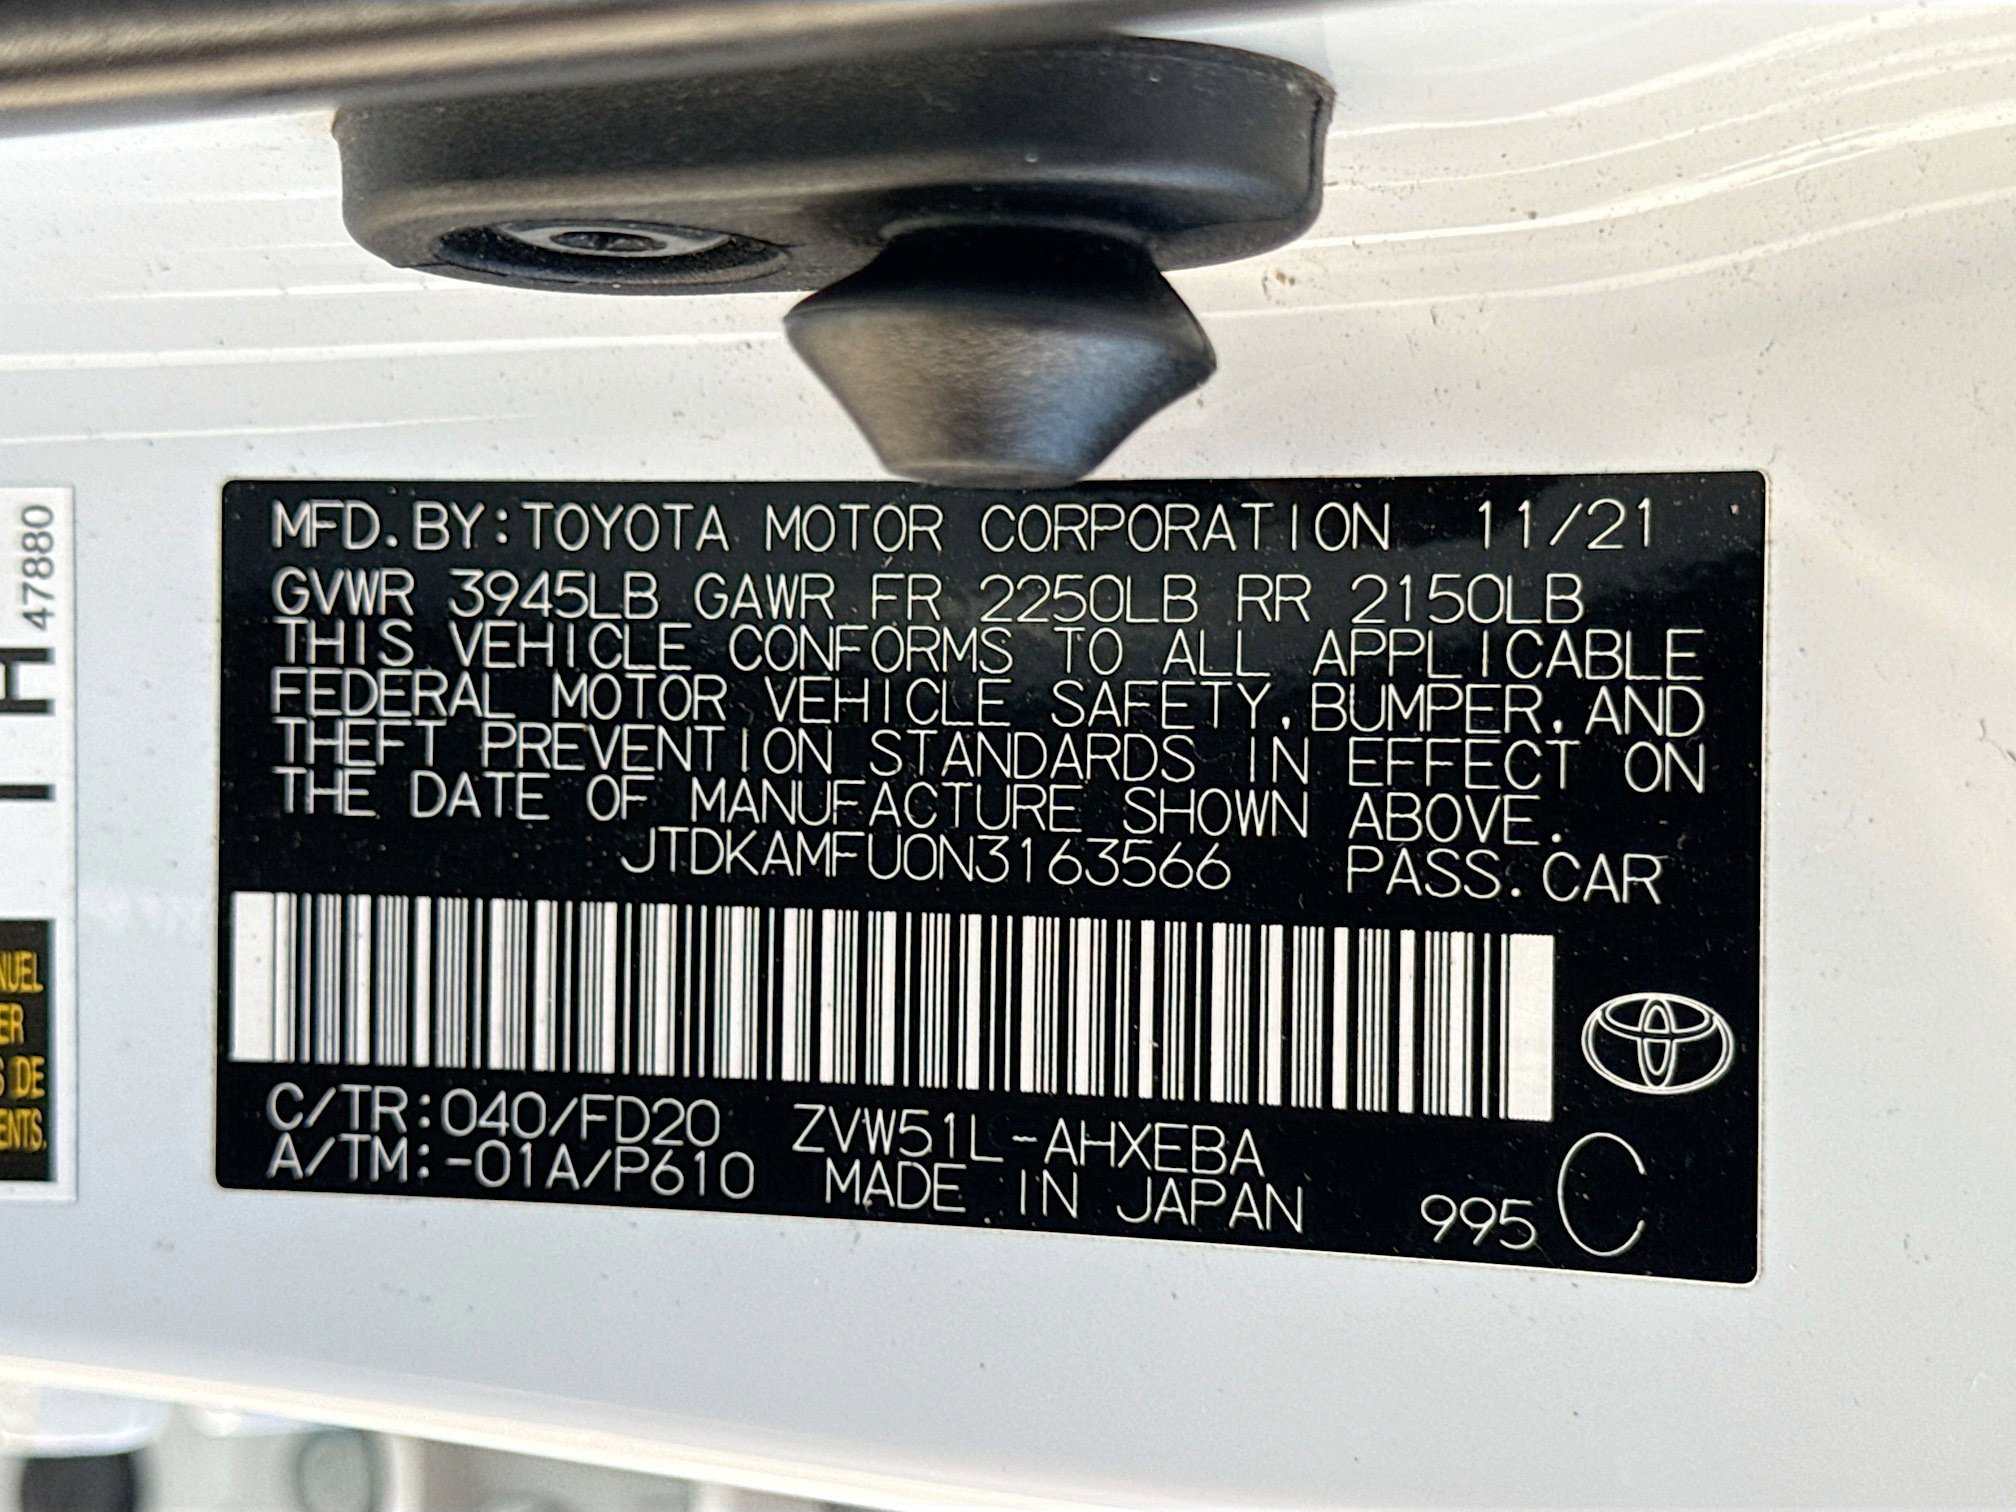 MFD.BY:TOYOTA MOTOR CORPORATION 11/21
GVWR 3945LB GAWR FR 2250LB RR 2150LB
THIS VEHICLE CONFORMS TO ALL APPLICABLE
FEDERAL MOTOR VEHICLE SAFETY,BUMPER,AND
THEFT PREVENTION STANDARDS IN EFFECT ON
THE DATE OF MANUFACTURE SHOWN ABOVE.
JTDKAMFU0N3163566 PASS.CAR
C/TR:040/FD20 ZVW51L-AHXEBA
A/TM:-01A/P610 MADE IN JAPAN 995 C
47880
DE